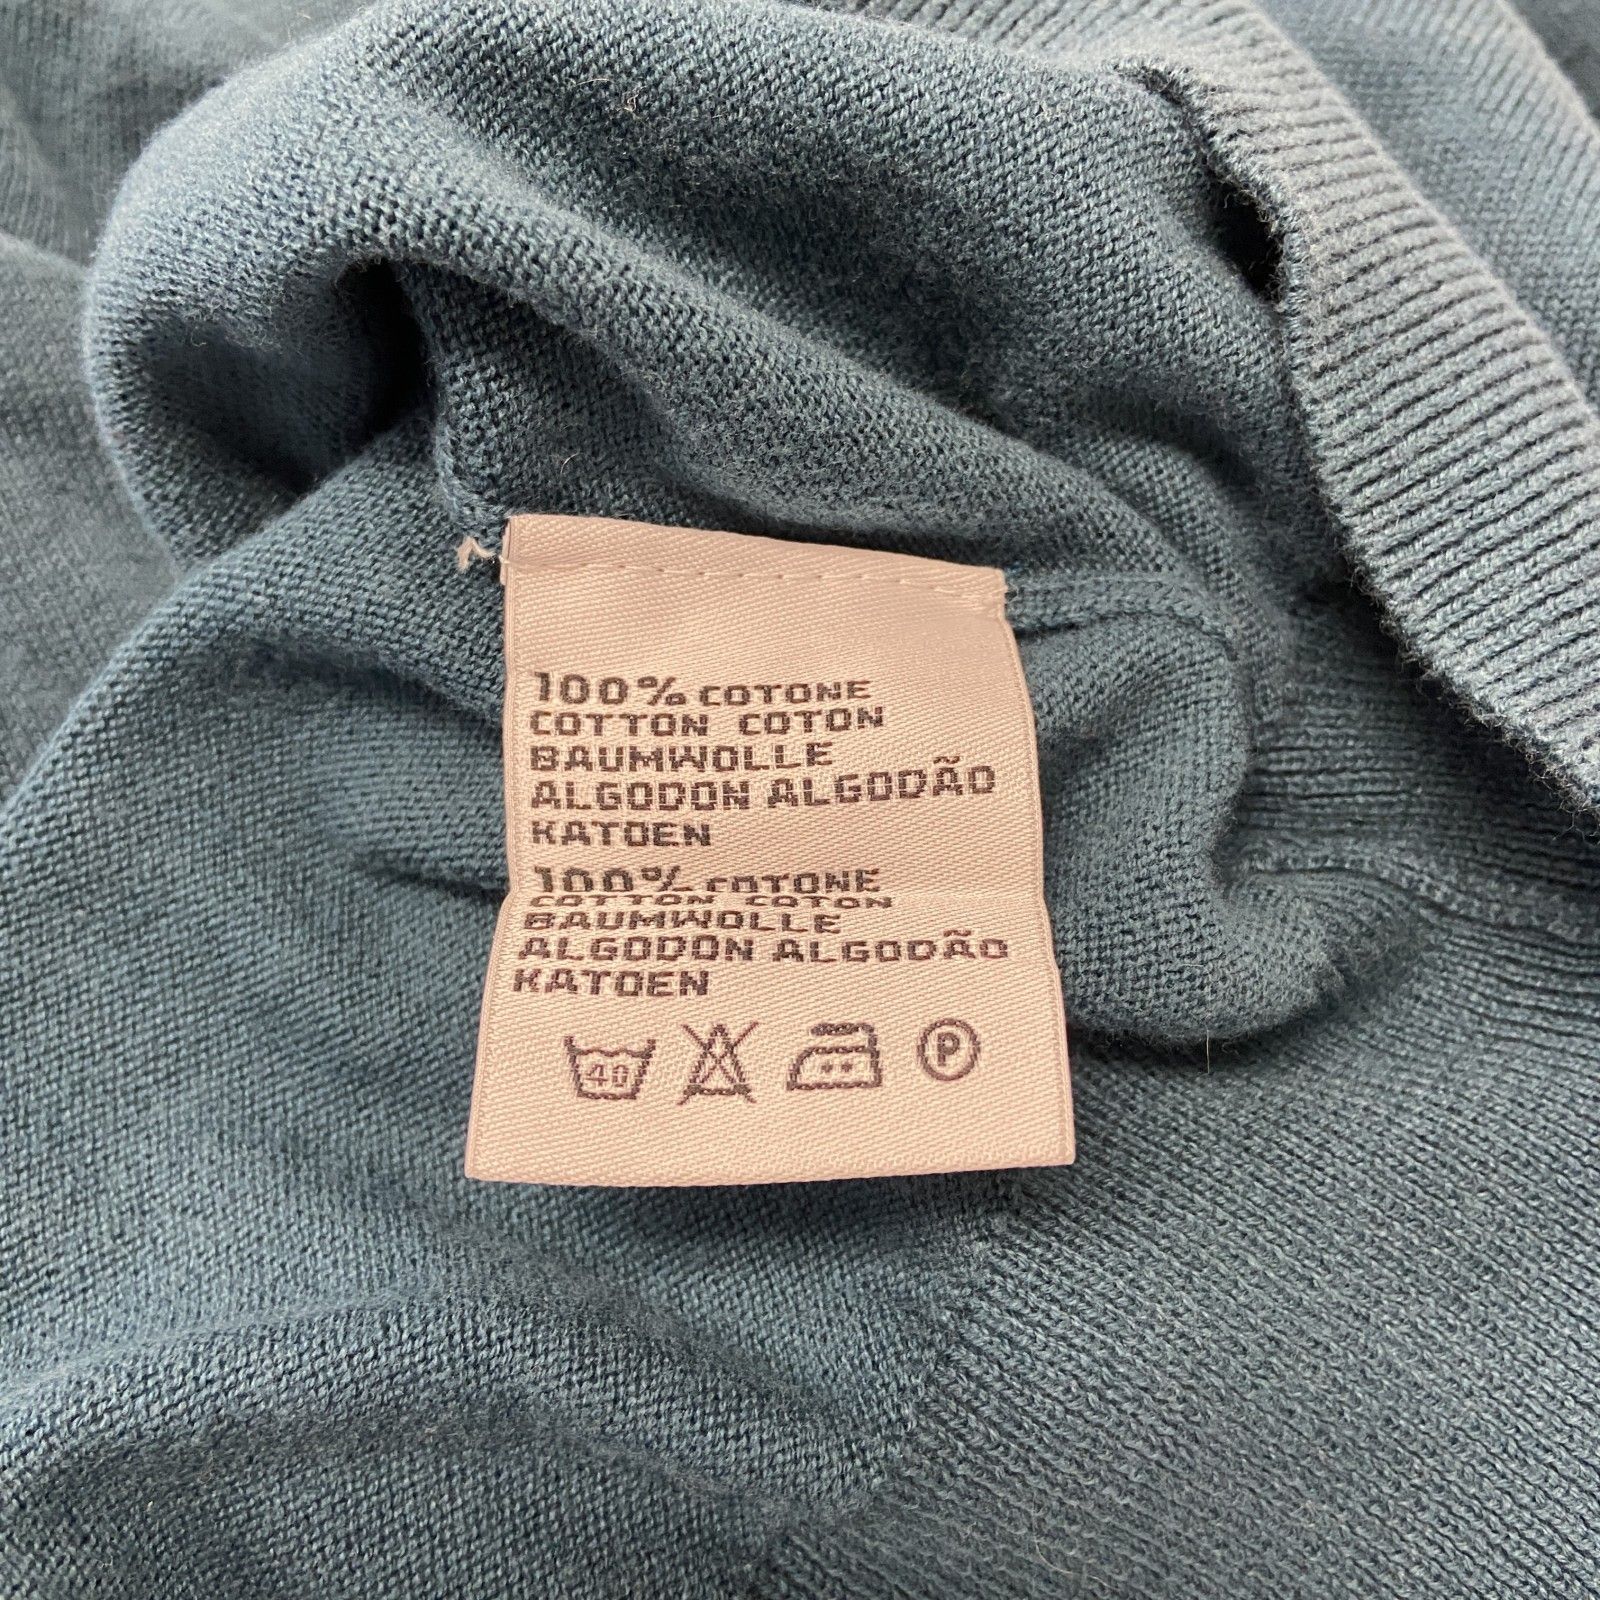 100% COTONE
COTTON COTON
BAUMWOLLE
ALGODON ALGODÃO
KATOEN
100% COTONE
COTTON COTON
BAUMWOLLE
ALGODON ALGODÃO
KATOEN
40 P